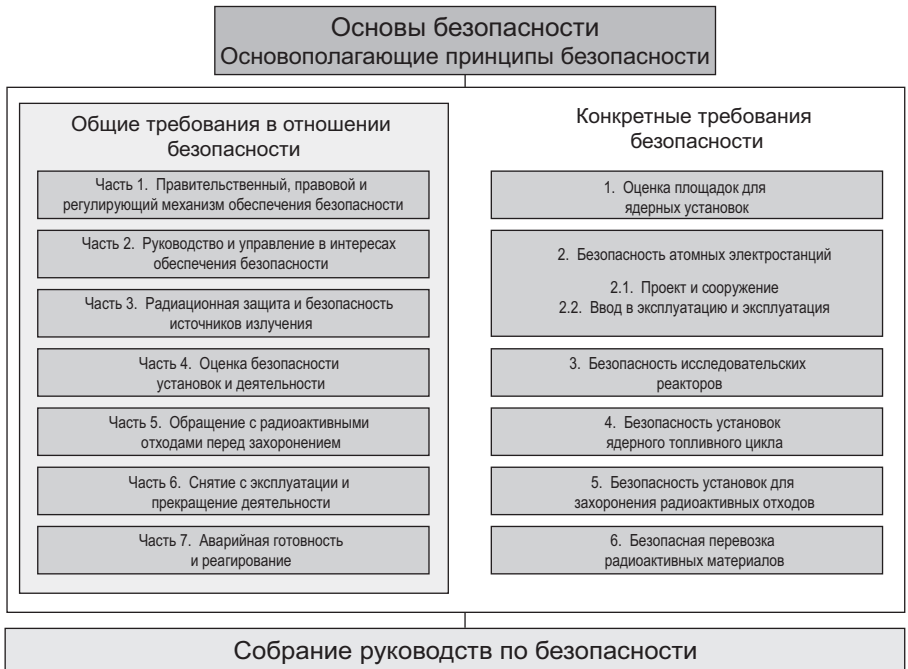 Основы безопасности
Основополагающие принципы безопасности
Общие требования в отношении
безопасности
Часть 1. Правительственный, правовой и
регулирующий механизм обеспечения безопасности
Часть 2. Руководство и управление в интересах
обеспечения безопасности
Часть 3. Радиационная защита и безопасность
источников излучения
Часть 4. Оценка безопасности
установок и деятельности
Часть 5. Обращение с радиоактивными
отходами перед захоронением
Часть 6. Снятие с эксплуатации и
прекращение деятельности
Часть 7. Аварийная готовность
и реагирование
Конкретные требования
безопасности
1. Оценка площадок для
ядерных установок
2. Безопасность атомных электростанций
2.1. Проект и сооружение
2.2. Ввод в эксплуатацию и эксплуатация
3. Безопасность исследовательских
реакторов
4. Безопасность установок
ядерного топливного цикла
5. Безопасность установок для
захоронения радиоактивных отходов
6. Безопасная перевозка
радиоактивных материалов
Собрание руководств по безопасности